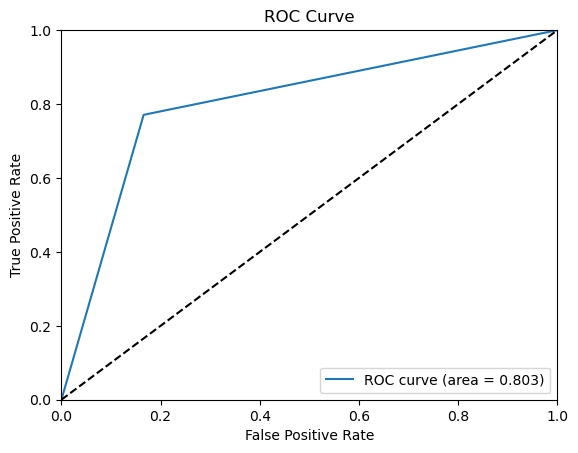 ROC Curve
1.0
0.8
0.6
0.4
0.2
0.0
True Positive Rate
ROC curve (area = 0.803)
0.0 0.2 0.4 0.6 0.8 1.0
False Positive Rate